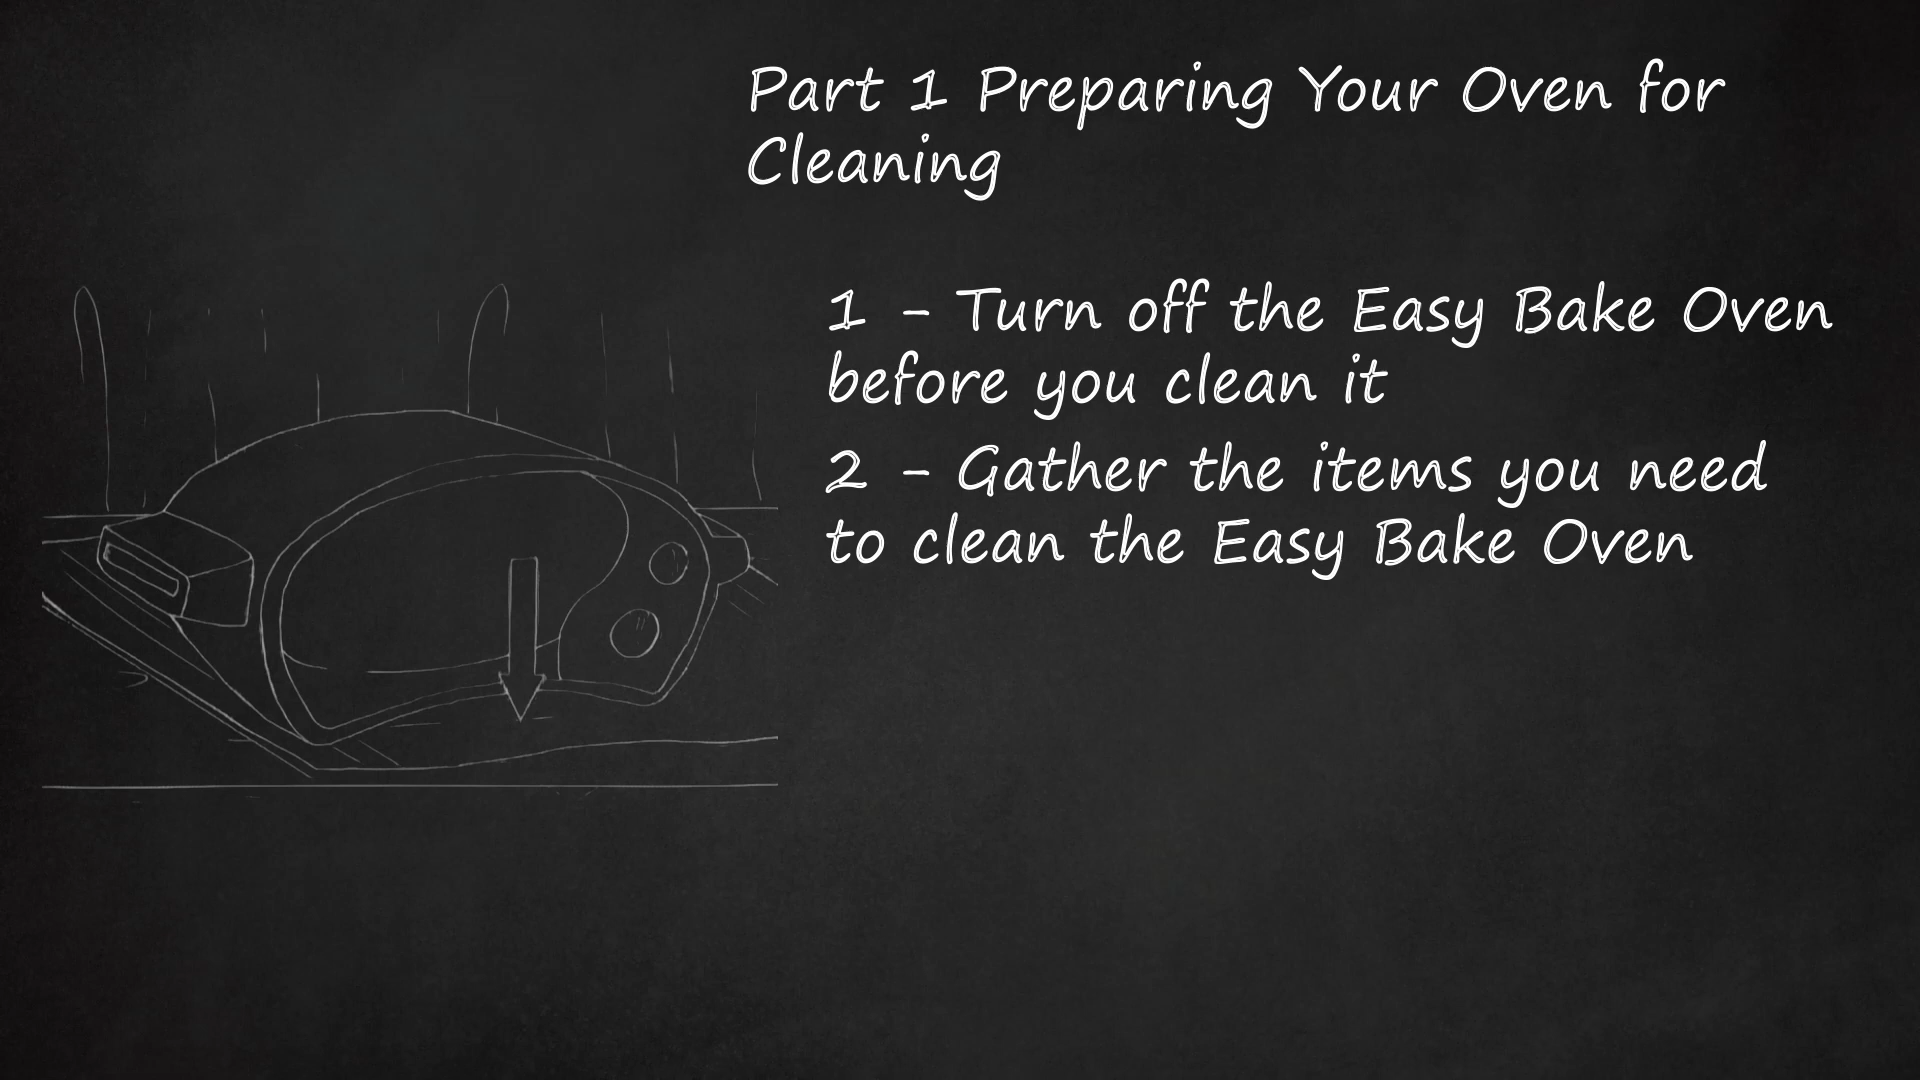 Part 1 Preparing Your Oven for
Cleaning
1 - Turn off the Easy Bake Oven
before you clean it
2 - Gather the items you need
to clean the Easy Bake Oven